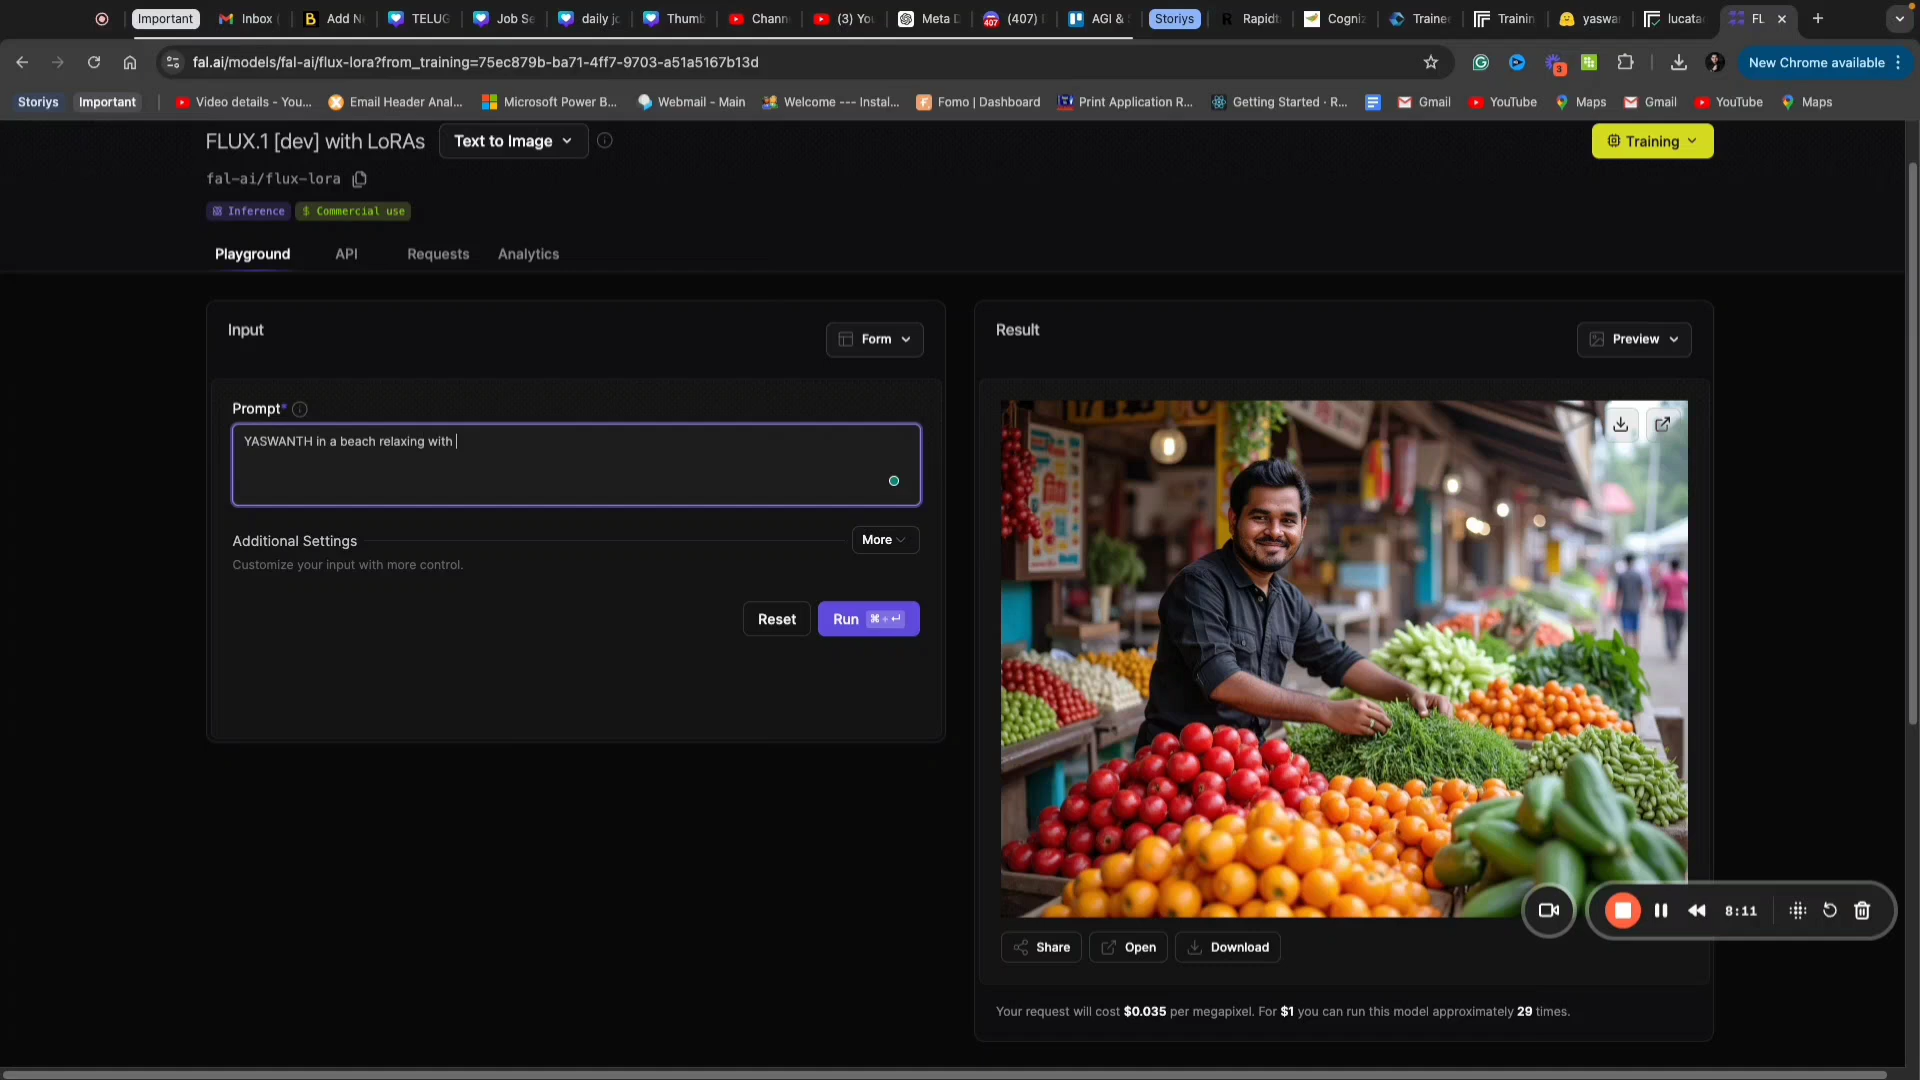 Important
Inbox
Add N
TELUG
Job Se
daily jo
Thumb
Chann
(3) You
Meta D
(407)
AGI &
Storiys
Rapidt
Cogniz
Trainee
Trainin
yaswan
lucata
FL
fal.ai/models/fal-ai/flux-lora?from_training=75ec879b-ba71-4ff7-9703-a51a5167b13d
3
New Chrome available
Storiys
Important
Video details - You...
Email Header Anal...
Microsoft Power B...
Webmail - Main
Welcome --- Instal...
Fomo | Dashboard
Print Application R...
Getting Started · R...
Gmail
YouTube
Maps
Gmail
YouTube
Maps
FLUX.1 [dev] with LoRAs
Text to Image
Training
fal-ai/flux-lora
Inference
$ Commercial use
Playground
API
Requests
Analytics
Input
Form
Result
Preview
Prompt*
YASWANTH in a beach relaxing with
Additional Settings
More
Customize your input with more control.
Reset
Run ⌘+↵
8:11
Share
Open
Download
Your request will cost $0.035 per megapixel. For $1 you can run this model approximately 29 times.